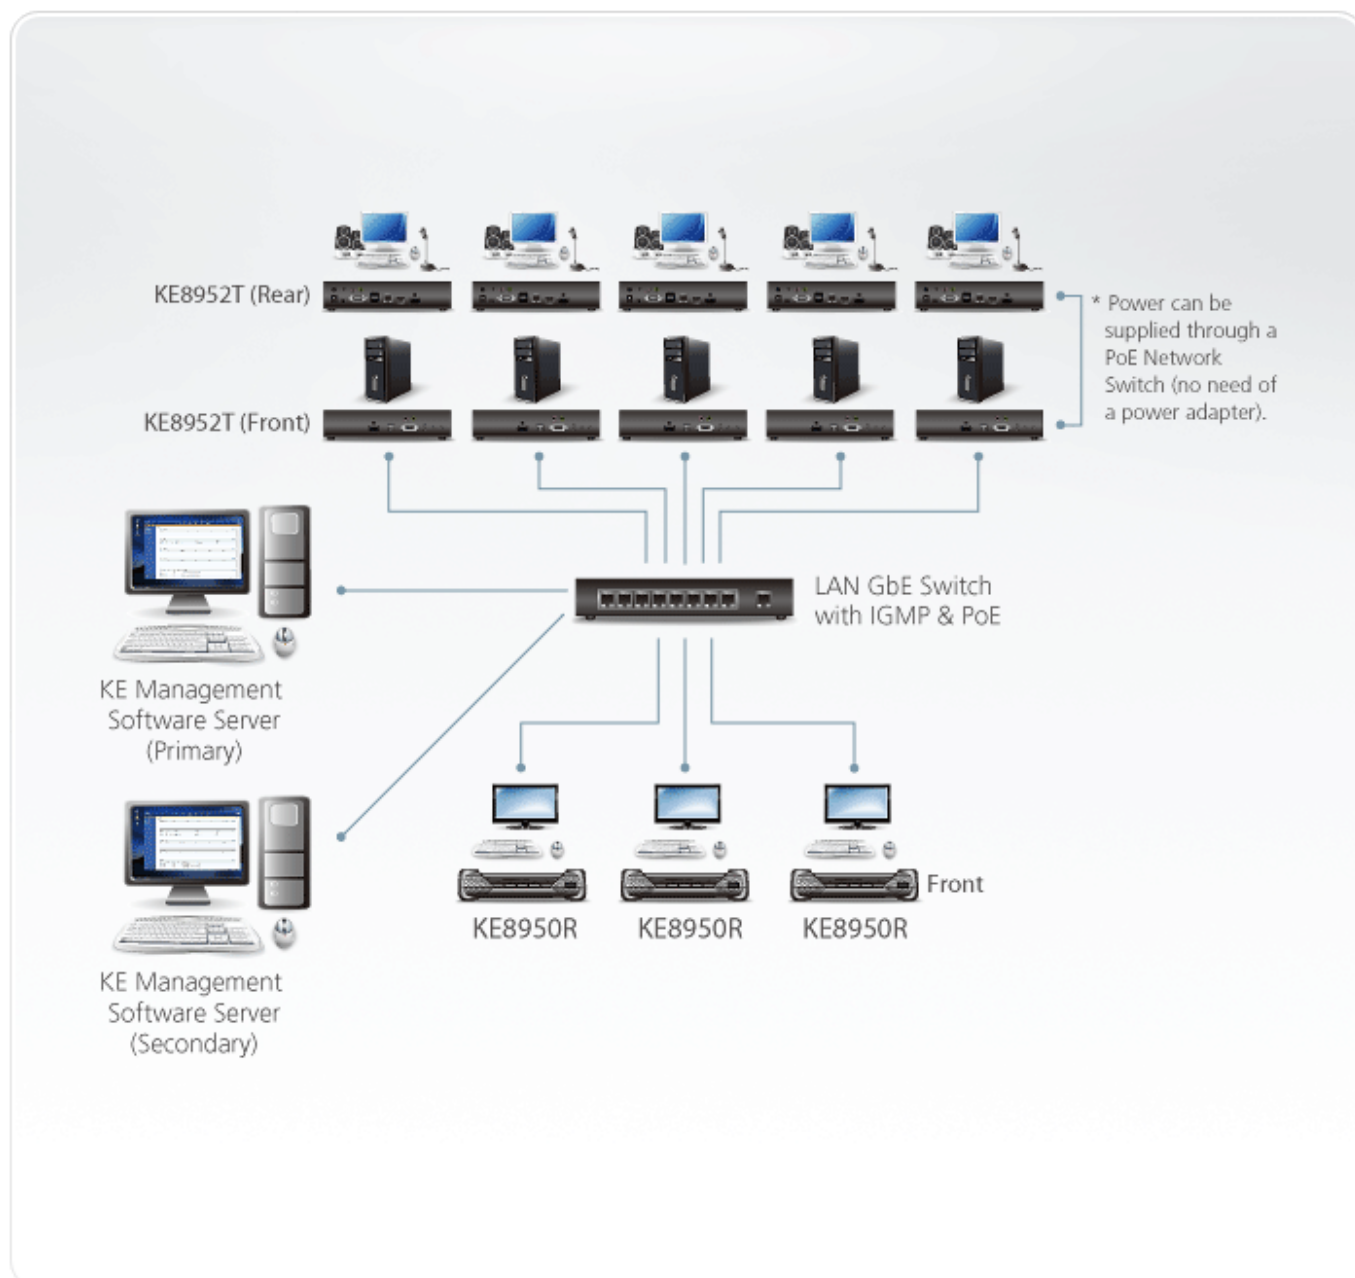 KE8952T (Rear)
* Power can be
supplied through a
PoE Network
Switch (no need of
a power adapter).
KE8952T (Front)
LAN GbE Switch
with IGMP & PoE
KE Management
Software Server
(Primary)
Front
KE8950R
KE8950R
KE8950R
KE Management
Software Server
(Secondary)